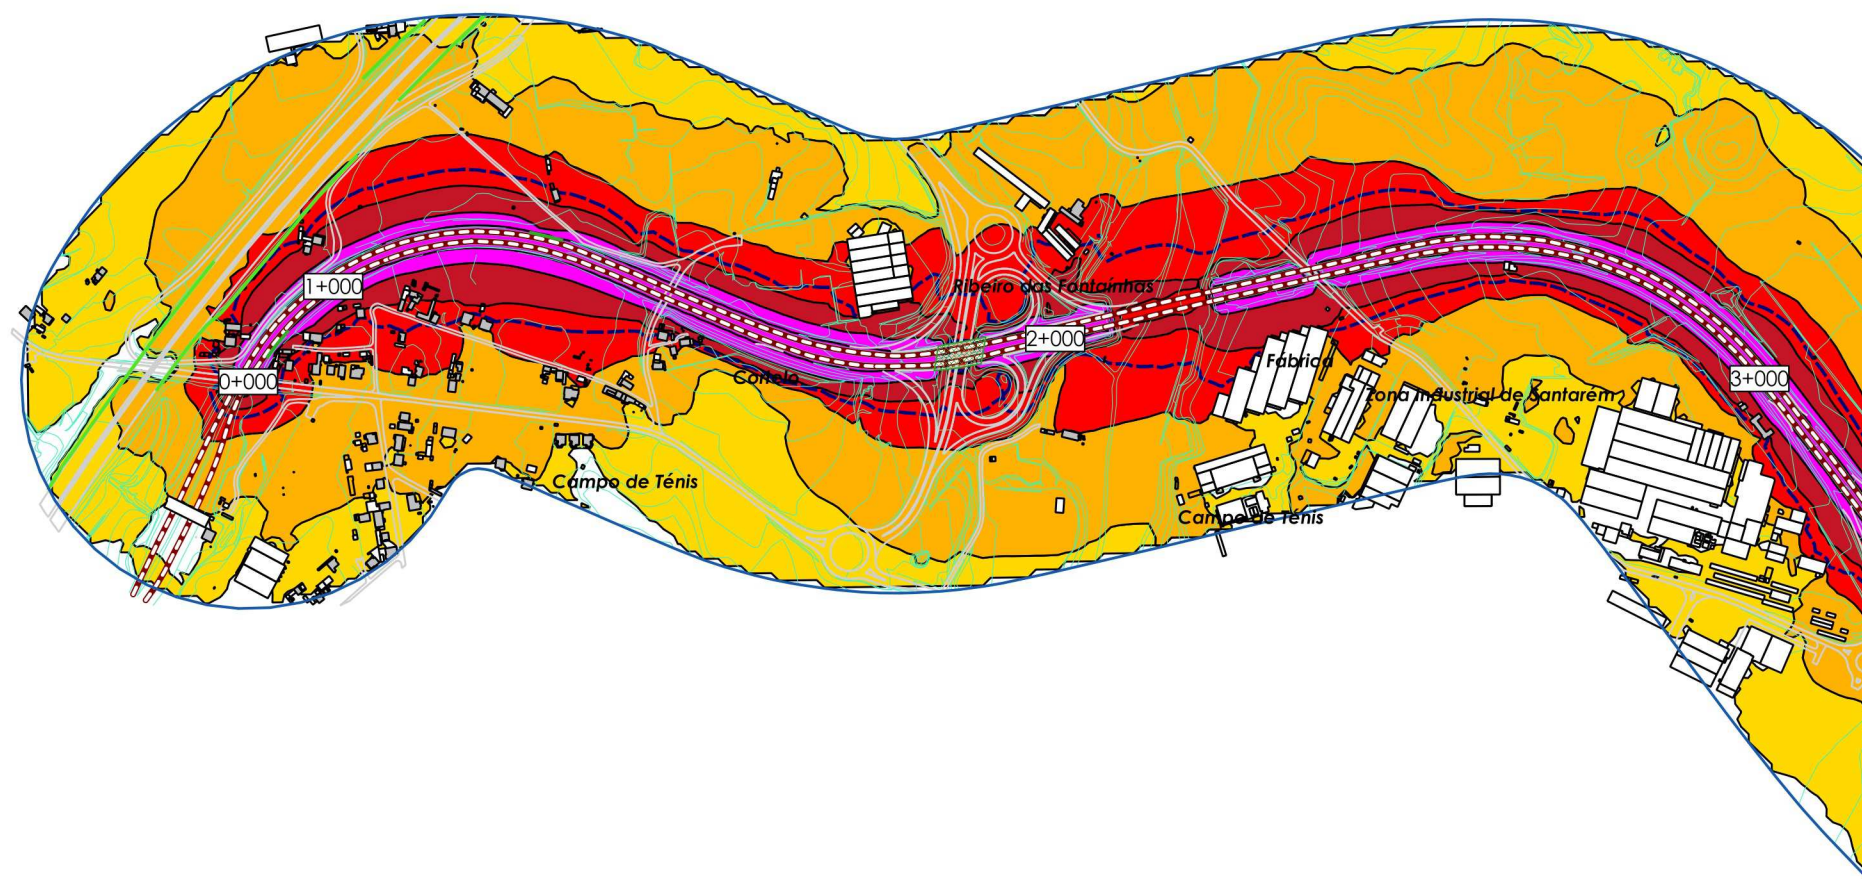 1+000
Ribeiro das Fontaínhas
2+000
Fábrica
Cortelo
3+000
0+000
Zona Industrial de Santarém
Campo de Ténis
Campo de Ténis